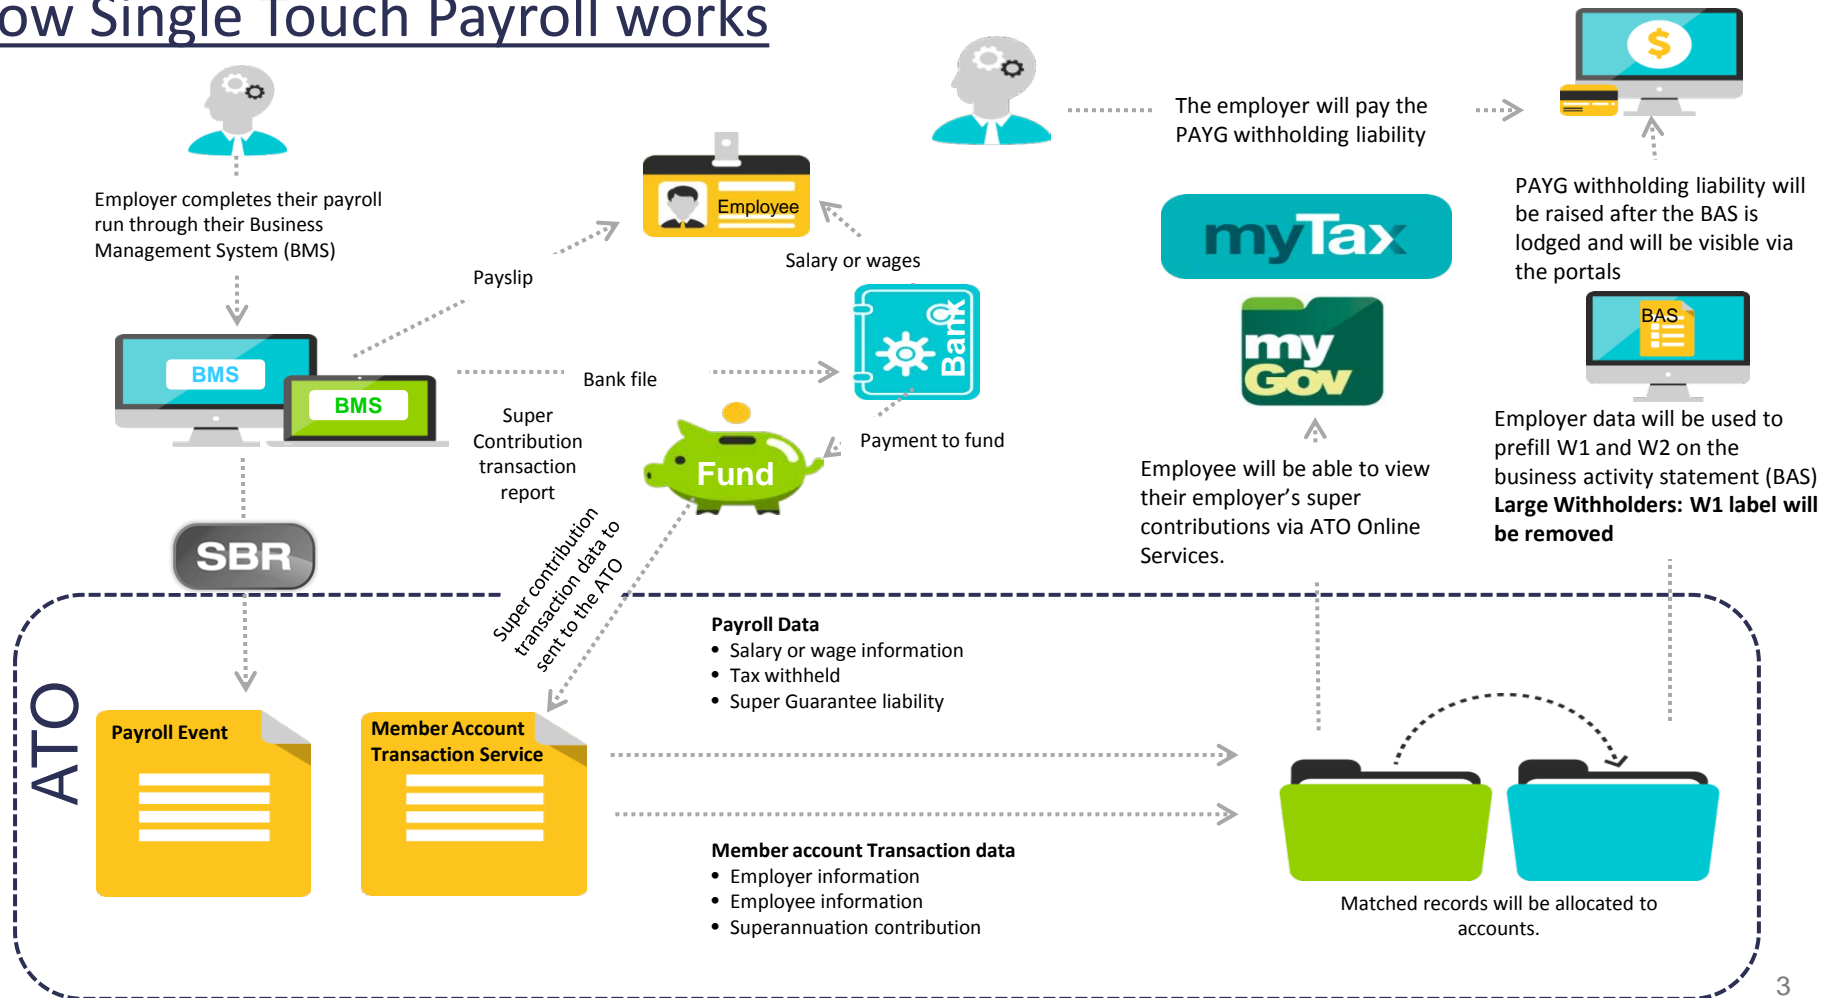 ow Single Touch Payroll works
Employer completes their payroll
run through their Business
Management System (BMS)
BMS
BMS
Payslip
Employee
Salary or wages
Bank file
Bank
Super
Contribution
transaction
report
Fund
Payment to fund
SBR
Super contribution
transaction data to
sent to the ATO
The employer will pay the
PAYG withholding liability
$
PAYG withholding liability will
be raised after the BAS is
lodged and will be visible via
the portals
myTax
my
Gov
BAS
Employee will be able to view
their employer’s super
contributions via ATO Online
Services.
Employer data will be used to
prefill W1 and W2 on the
business activity statement (BAS)
Large Withholders: W1 label will
be removed
ATO
Payroll Event
Member Account
Transaction Service
Payroll Data
• Salary or wage information
• Tax withheld
• Super Guarantee liability
Member account Transaction data
• Employer information
• Employee information
• Superannuation contribution
Matched records will be allocated to
accounts.
3